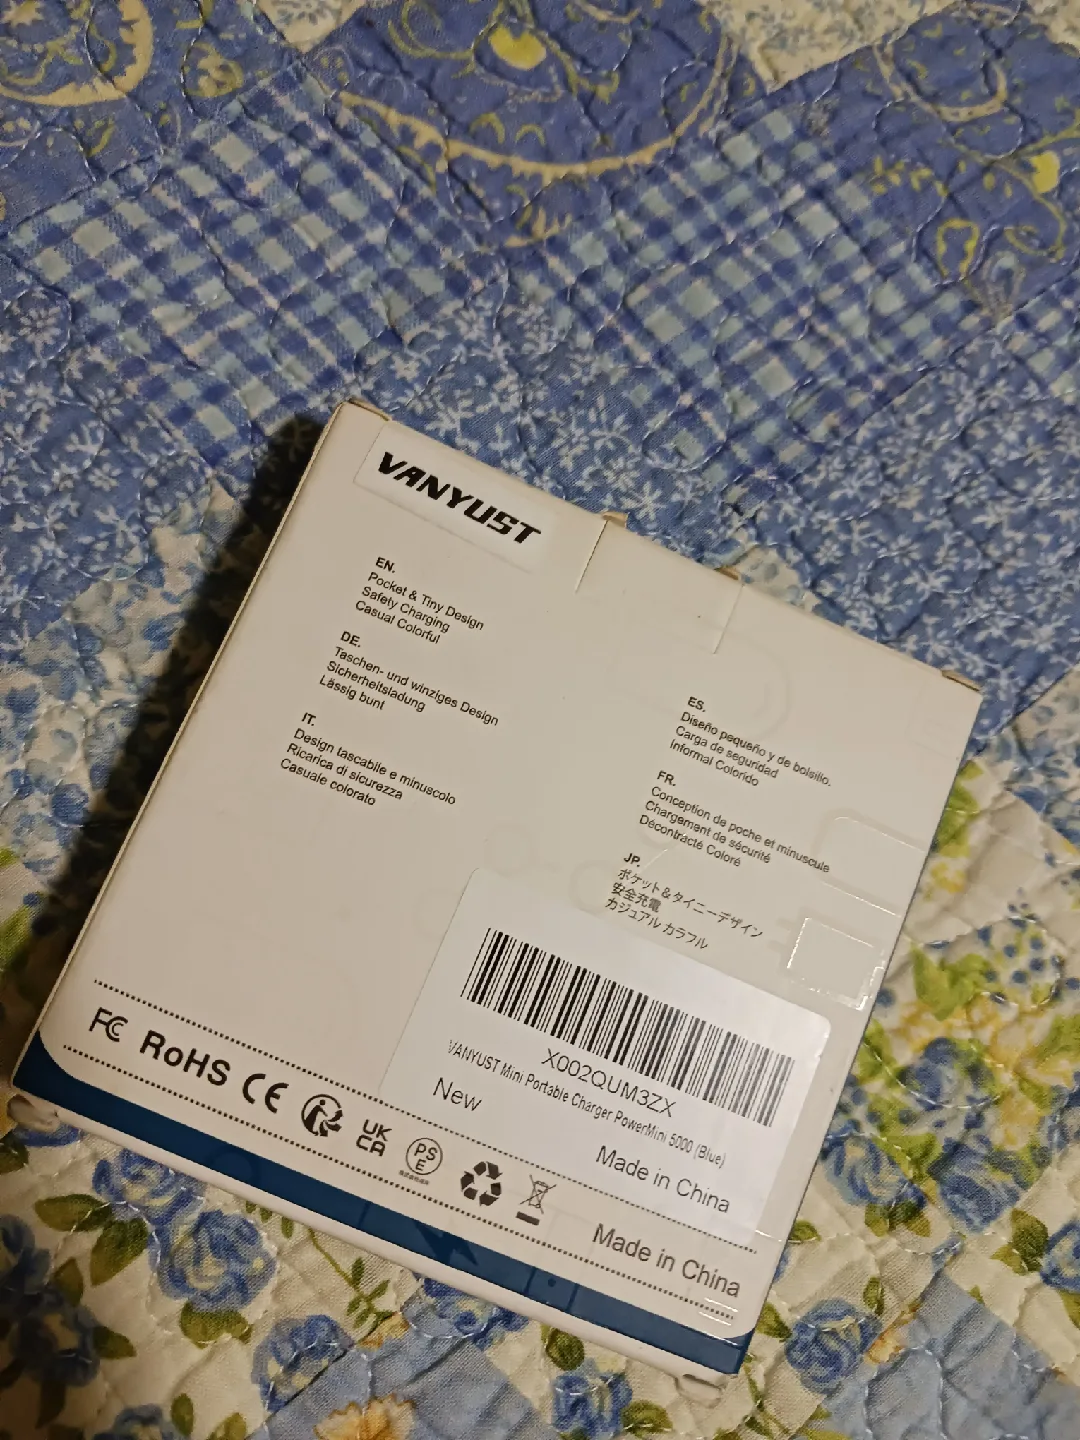 VANYUST
EN.
Pocket & Tiny Design
Safety Charging
Casual Colorful
DE.
Taschen- und winziges Design
Sicherheitsladung
Lässig bunt
IT.
Design tascabile e minuscolo
Ricarica di sicurezza
Casuale colorato
ES.
Diseño pequeño y de bolsillo.
Carga de seguridad
Informal Colorido
FR.
Conception de poche et minuscule
Chargement de sécurité
Décontracté Coloré
JP.
ポケット&タイニーデザイン
安全充電
カジュアル カラフル
X002QUM3ZX
VANYUST Mini Portable Charger PowerMini 5000 (Blue)
New
Made in China
FC RoHS CE
UK
CA
PS
E
Made in China